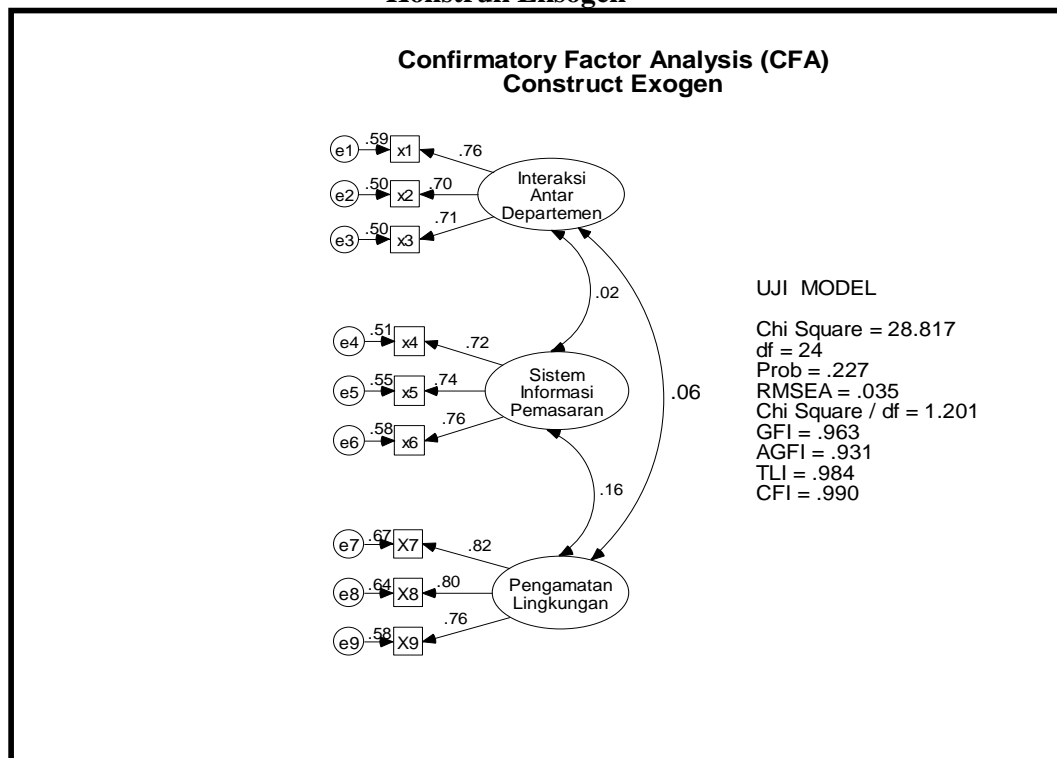 Confirmatory Factor Analysis (CFA)
Construct Exogen
e1 .59 x1 .76
e2 .50 x2 .70
e3 .50 x3 .71
Interaksi
Antar
Departemen
.02
e4 .51 x4 .72
e5 .55 x5 .74
e6 .58 x6 .76
Sistem
Informasi
Pemasaran
.06
.16
e7 .67 X7 .82
e8 .64 X8 .80
e9 .58 X9 .76
Pengamatan
Lingkungan
UJI MODEL
Chi Square = 28.817
df = 24
Prob = .227
RMSEA = .035
Chi Square / df = 1.201
GFI = .963
AGFI = .931
TLI = .984
CFI = .990